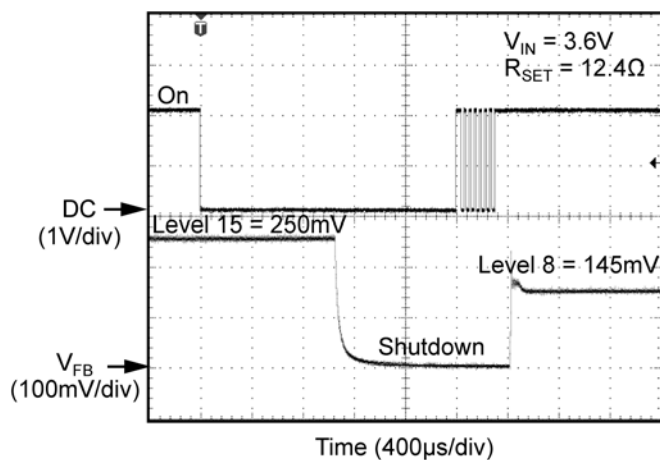 T
V_IN = 3.6V
R_SET = 12.4Ω
On
DC
(1V/div)
Level 15 = 250mV
Level 8 = 145mV
Shutdown
V_FB
(100mV/div)
Time (400μs/div)